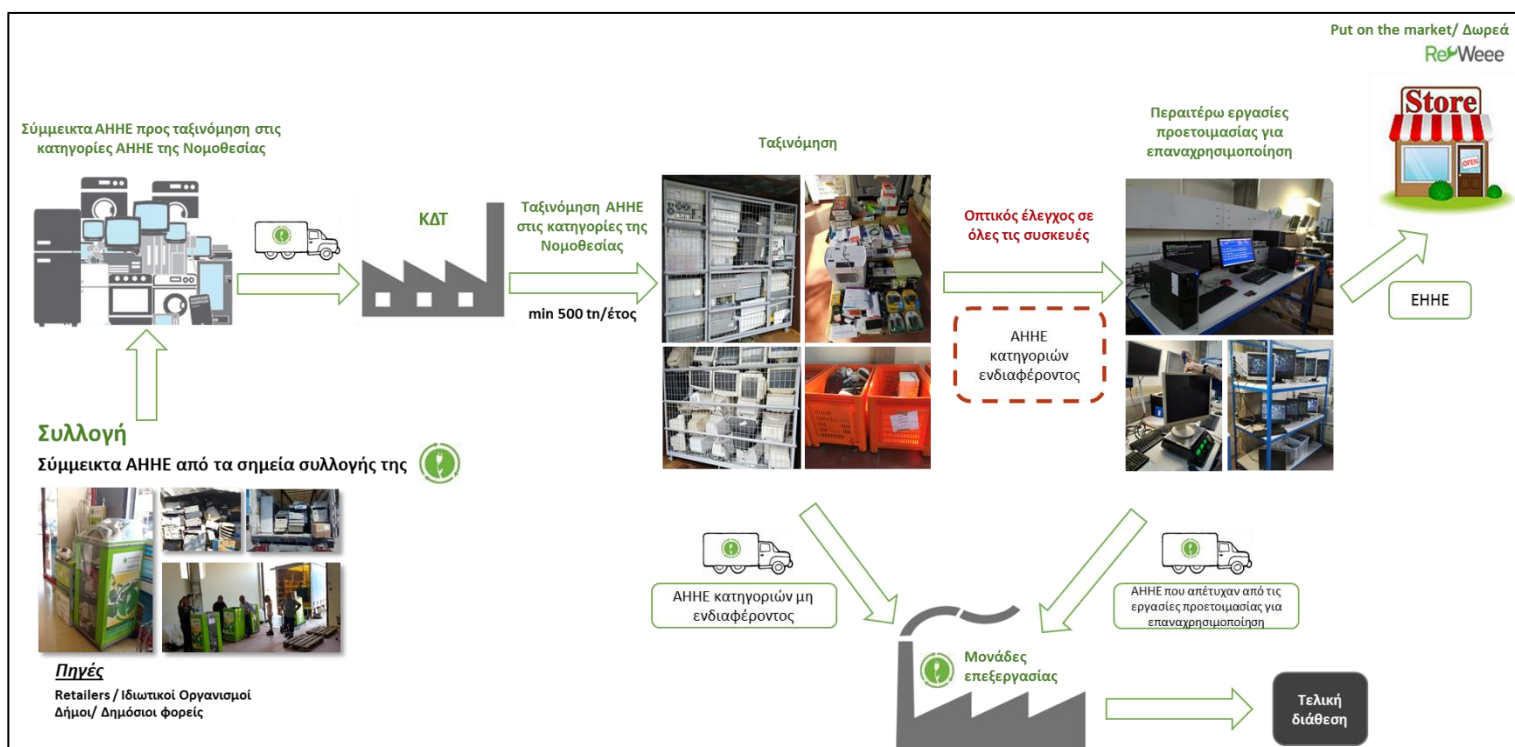 Put on the market/ Δωρεά
ReWeee
Store
OPEN
Σύμμεικτα ΑΗΗΕ προς ταξινόμηση στις
κατηγορίες ΑΗΗΕ της Νομοθεσίας
ΚΔΤ
Ταξινόμηση ΑΗΗΕ
στις κατηγορίες της
Νομοθεσίας
min 500 tn/έτος
Ταξινόμηση
Οπτικός έλεγχος σε
όλες τις συσκευές
ΑΗΗΕ
κατηγοριών
ενδιαφέροντος
Περαιτέρω εργασίες
προετοιμασίας για
επαναχρησιμοποίηση
ΕΗΗΕ
Συλλογή
Σύμμεικτα ΑΗΗΕ από τα σημεία συλλογής της
Πηγές
Retailers / Ιδιωτικοί Οργανισμοί
Δήμοι/ Δημόσιοι φορείς
ΑΗΗΕ κατηγοριών μη
ενδιαφέροντος
ΑΗΗΕ που απέτυχαν από τις
εργασίες προετοιμασίας για
επαναχρησιμοποίηση
Μονάδες
επεξεργασίας
Τελική
διάθεση